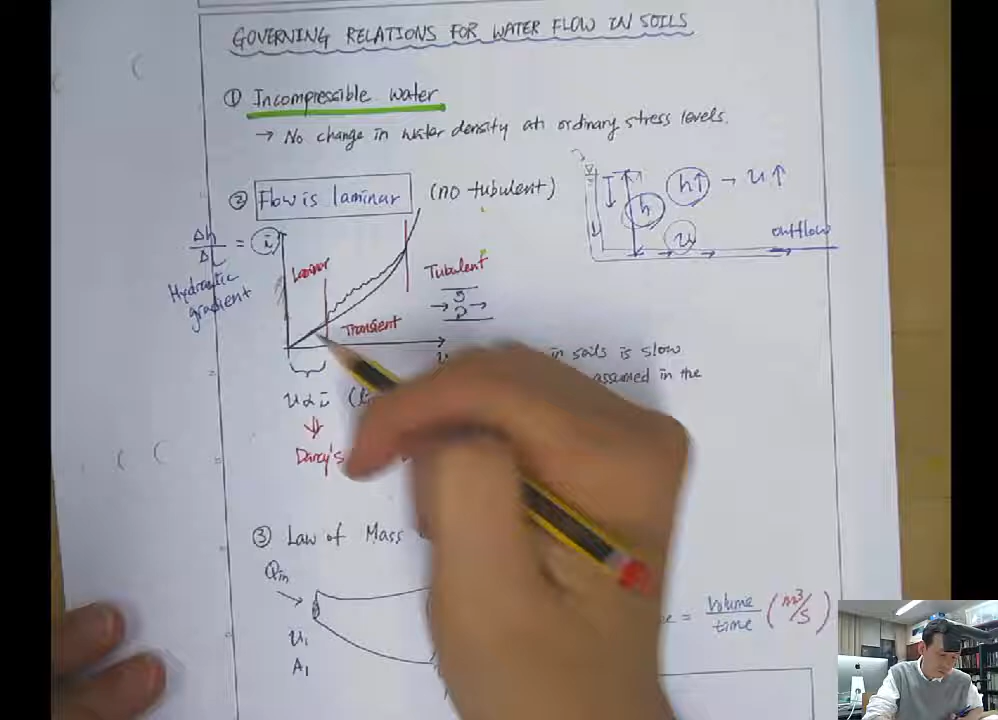 GOVERNING RELATIONS FOR WATER FLOW IN SOILS
① Incompressible water
→ No change in water density at ordinary stress levels.
② Flow is laminar (no tubulent)
h↑ → u↑
h
u
outflow
Δh/ΔL = i
Hydraulic gradient
Laminar
Transient
Tubulent
in soils is slow
assumed in the
u α i
Darcy's
③ Law of Mass
Qin
u₁
A₁
= volume/time (m³/s)